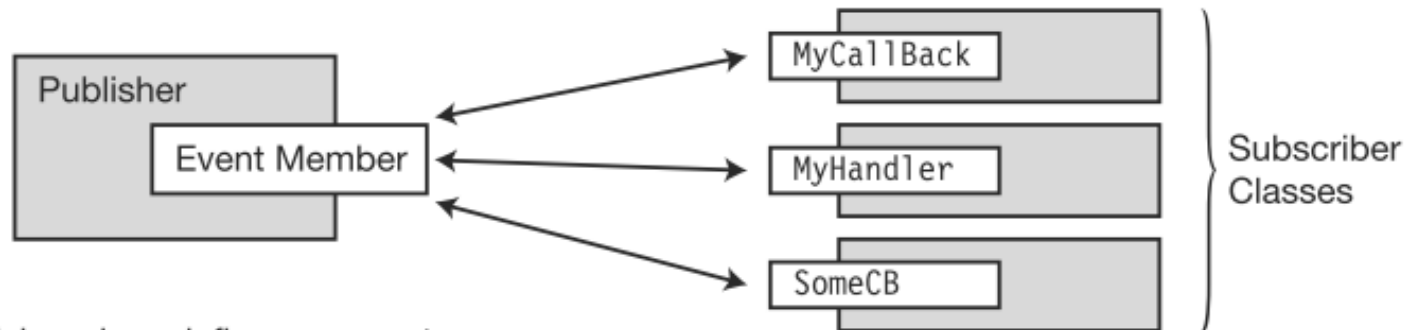 Publisher
Event Member
MyCallBack
MyHandler
SomeCB
Subscriber
Classes